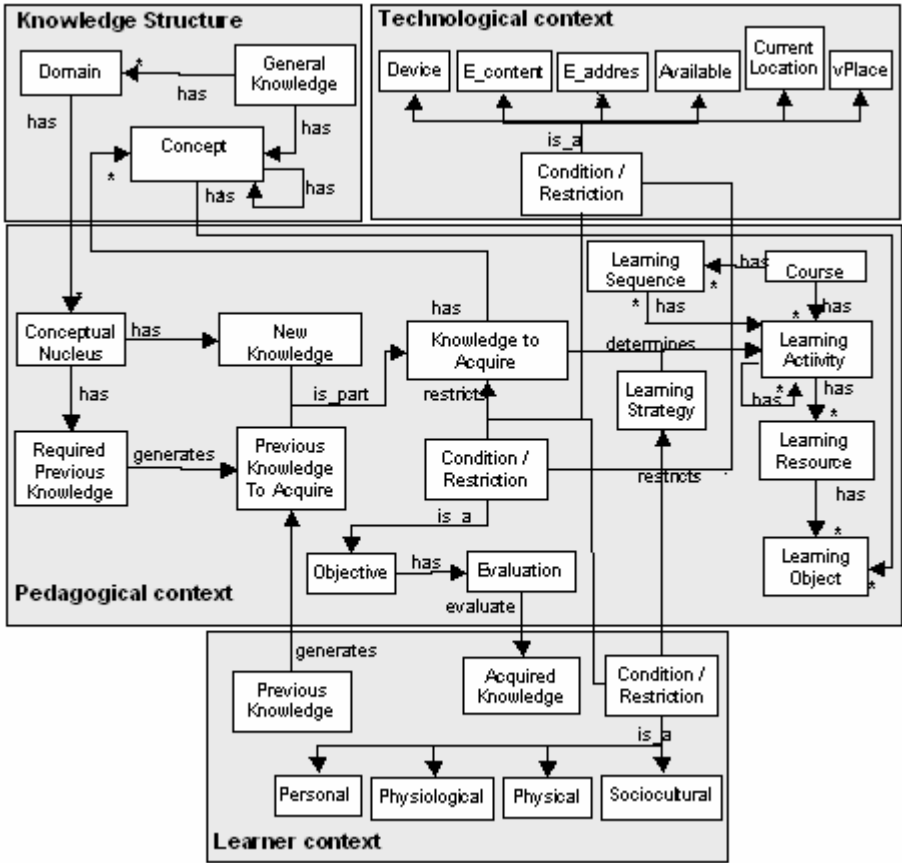 Knowledge Structure
Domain
*
has
General
Knowledge
has
has
Concept
*
has
has
Technological context
Device
E_content
E_addres
Available
Current
Location
vPlace
is_a
Condition /
Restriction
Learning
Sequence
*
*
has
Course
has
has
*
*
Conceptual
Nucleus
has
New
Knowledge
has
Knowledge to
Acquire
determines
Learning
Actiivity
has
is_part
restricts
Learning
Strategy
has
*
has
*
Required
Previous
Knowledge
generates
Previous
Knowledge
To Acquire
Condition /
Restriction
restricts
Learning
Resource
has
*
is_a
Objective
has
Evaluation
Learning
Object
*
Pedagogical context
evaluate
generates
Previous
Knowledge
Acquired
Knowledge
Condition /
Restriction
is_a
Personal
Physiological
Physical
Sociocultural
Learner context